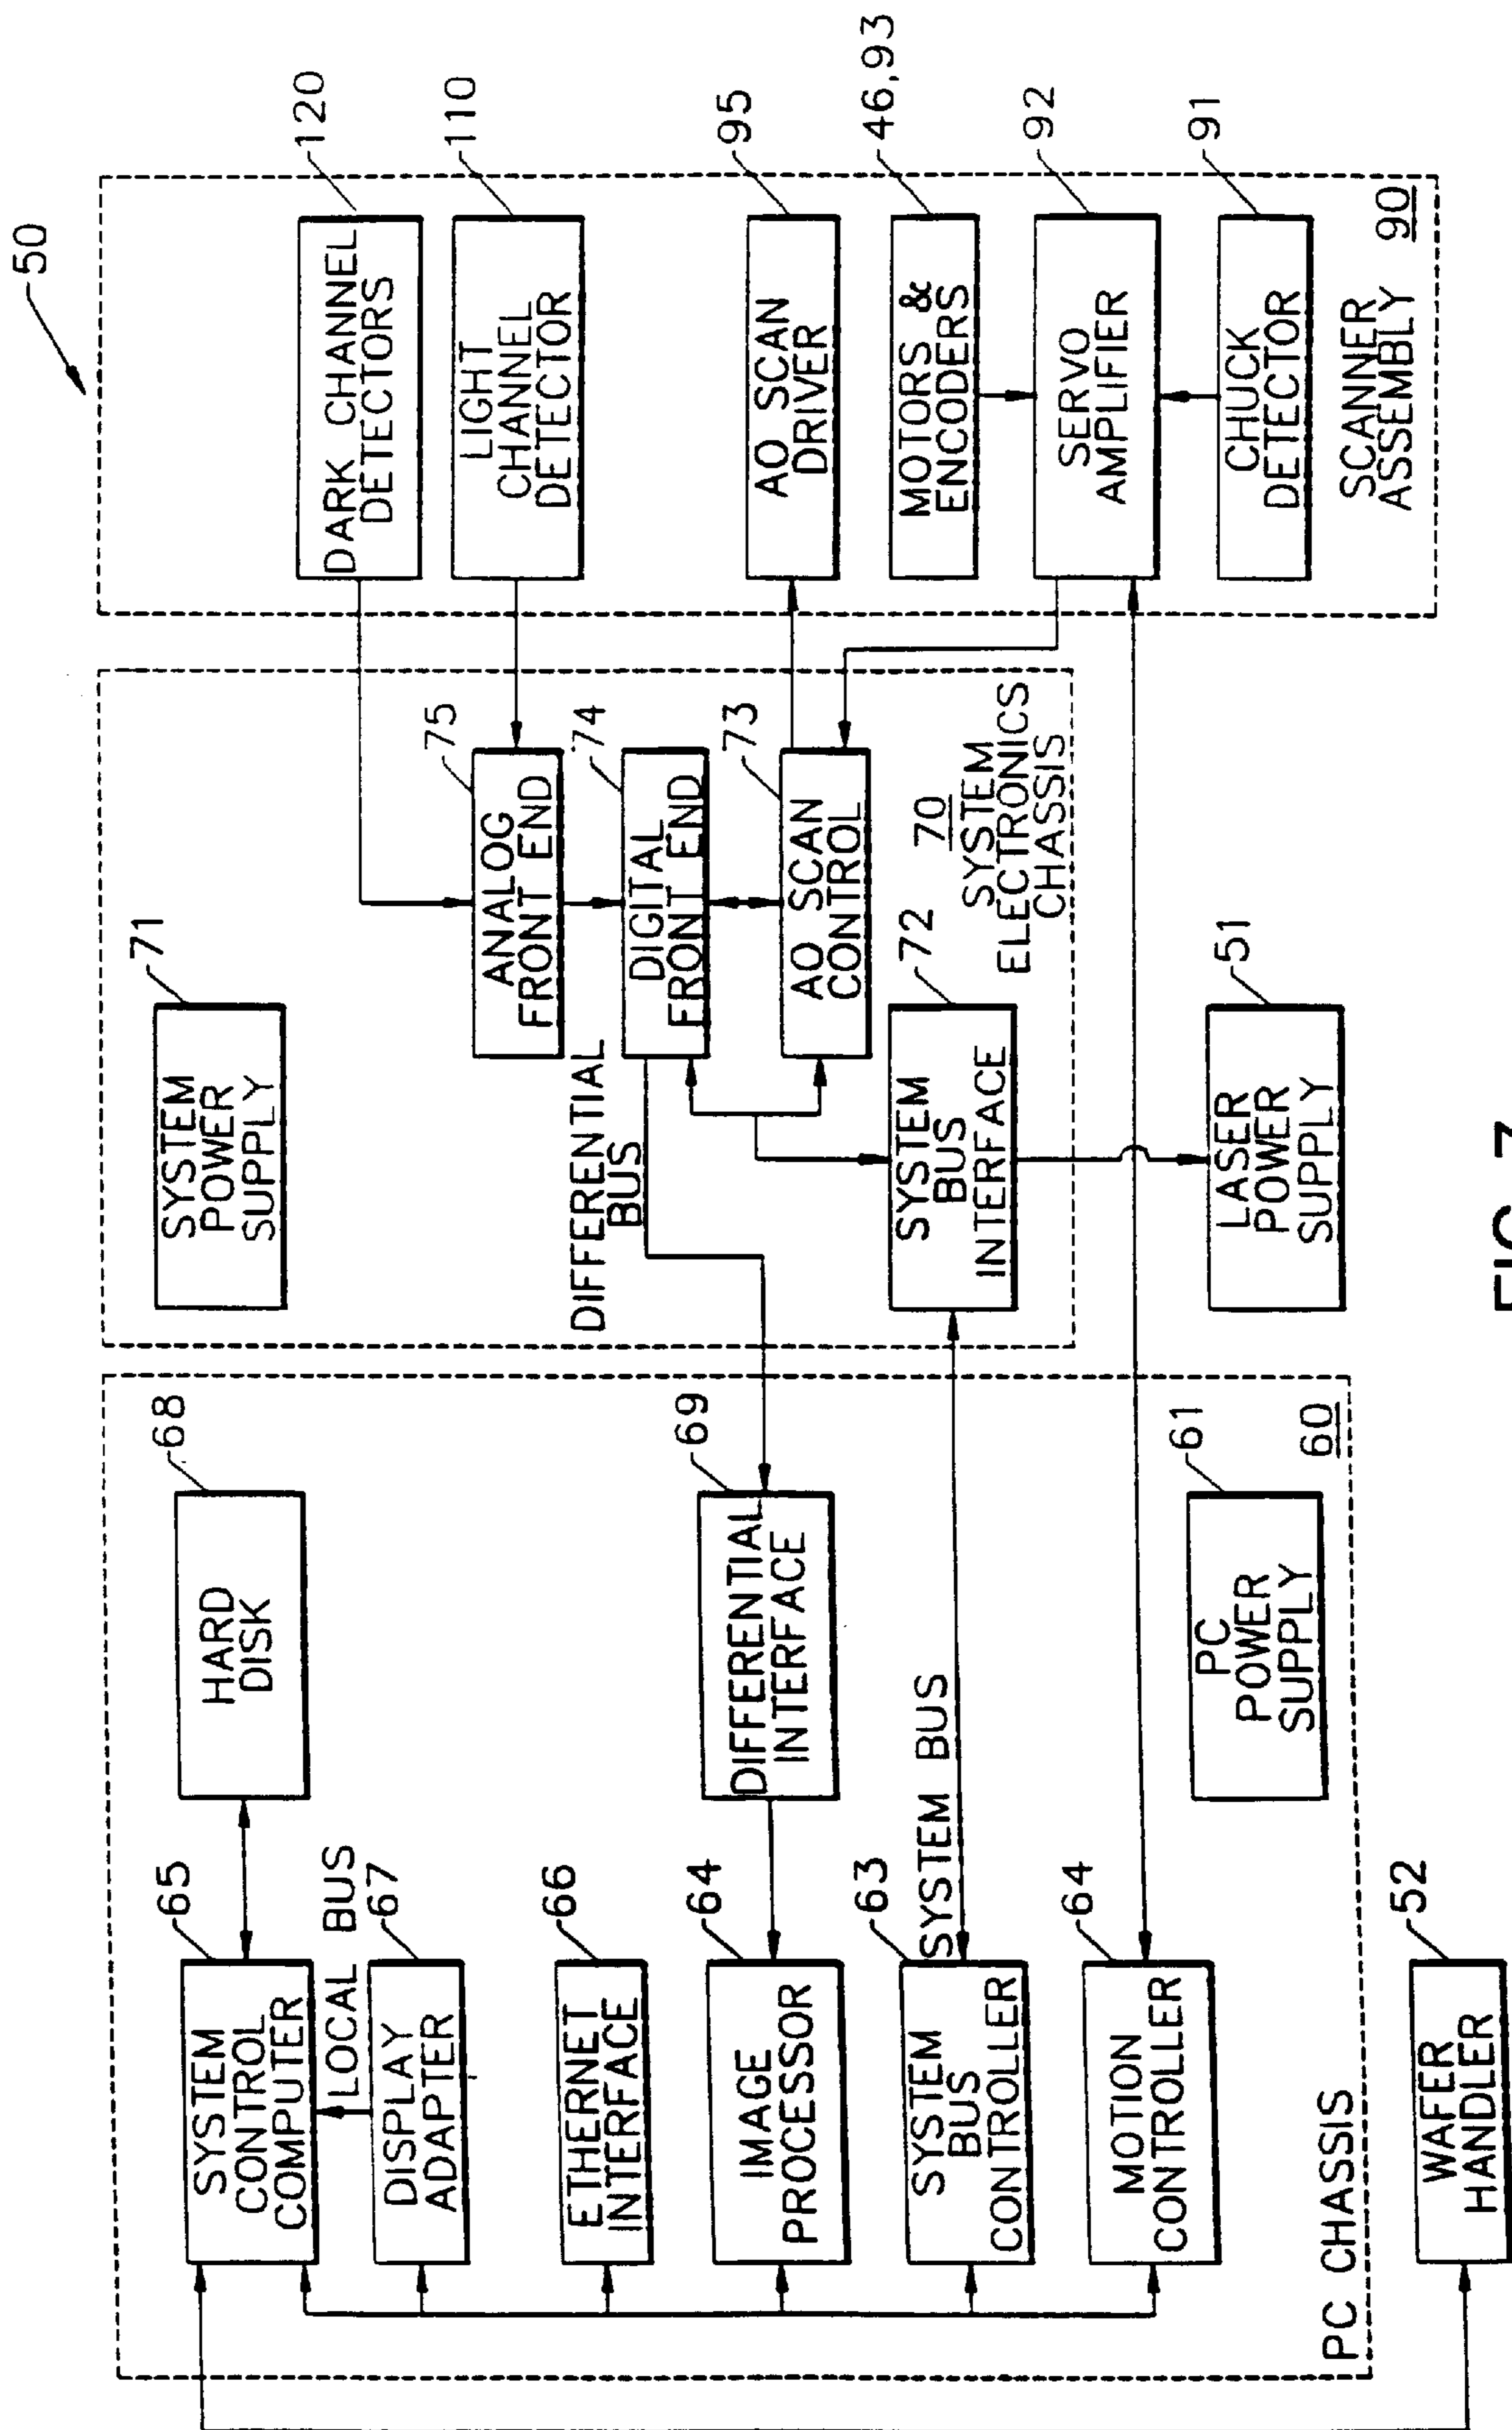 50
65
SYSTEM
CONTROL
COMPUTER
LOCAL BUS
67
DISPLAY
ADAPTER
66
ETHERNET
INTERFACE
64
IMAGE
PROCESSOR
63
SYSTEM
BUS
CONTROLLER
SYSTEM BUS
64
MOTION
CONTROLLER
PC CHASSIS
52
WAFER
HANDLER
68
HARD
DISK
69
DIFFERENTIAL
INTERFACE
61
PC
POWER
SUPPLY
60
71
SYSTEM
POWER
SUPPLY
DIFFERENTIAL
BUS
75
ANALOG
FRONT END
74
DIGITAL
FRONT END
73
AO SCAN
CONTROL
72
SYSTEM
BUS
INTERFACE
70
SYSTEM
ELECTRONICS
CHASSIS
51
LASER
POWER
SUPPLY
120
DARK CHANNEL
DETECTORS
110
LIGHT
CHANNEL
DETECTOR
95
AO SCAN
DRIVER
46,93
MOTORS &
ENCODERS
92
SERVO
AMPLIFIER
91
CHUCK
DETECTOR
SCANNER
ASSEMBLY
90